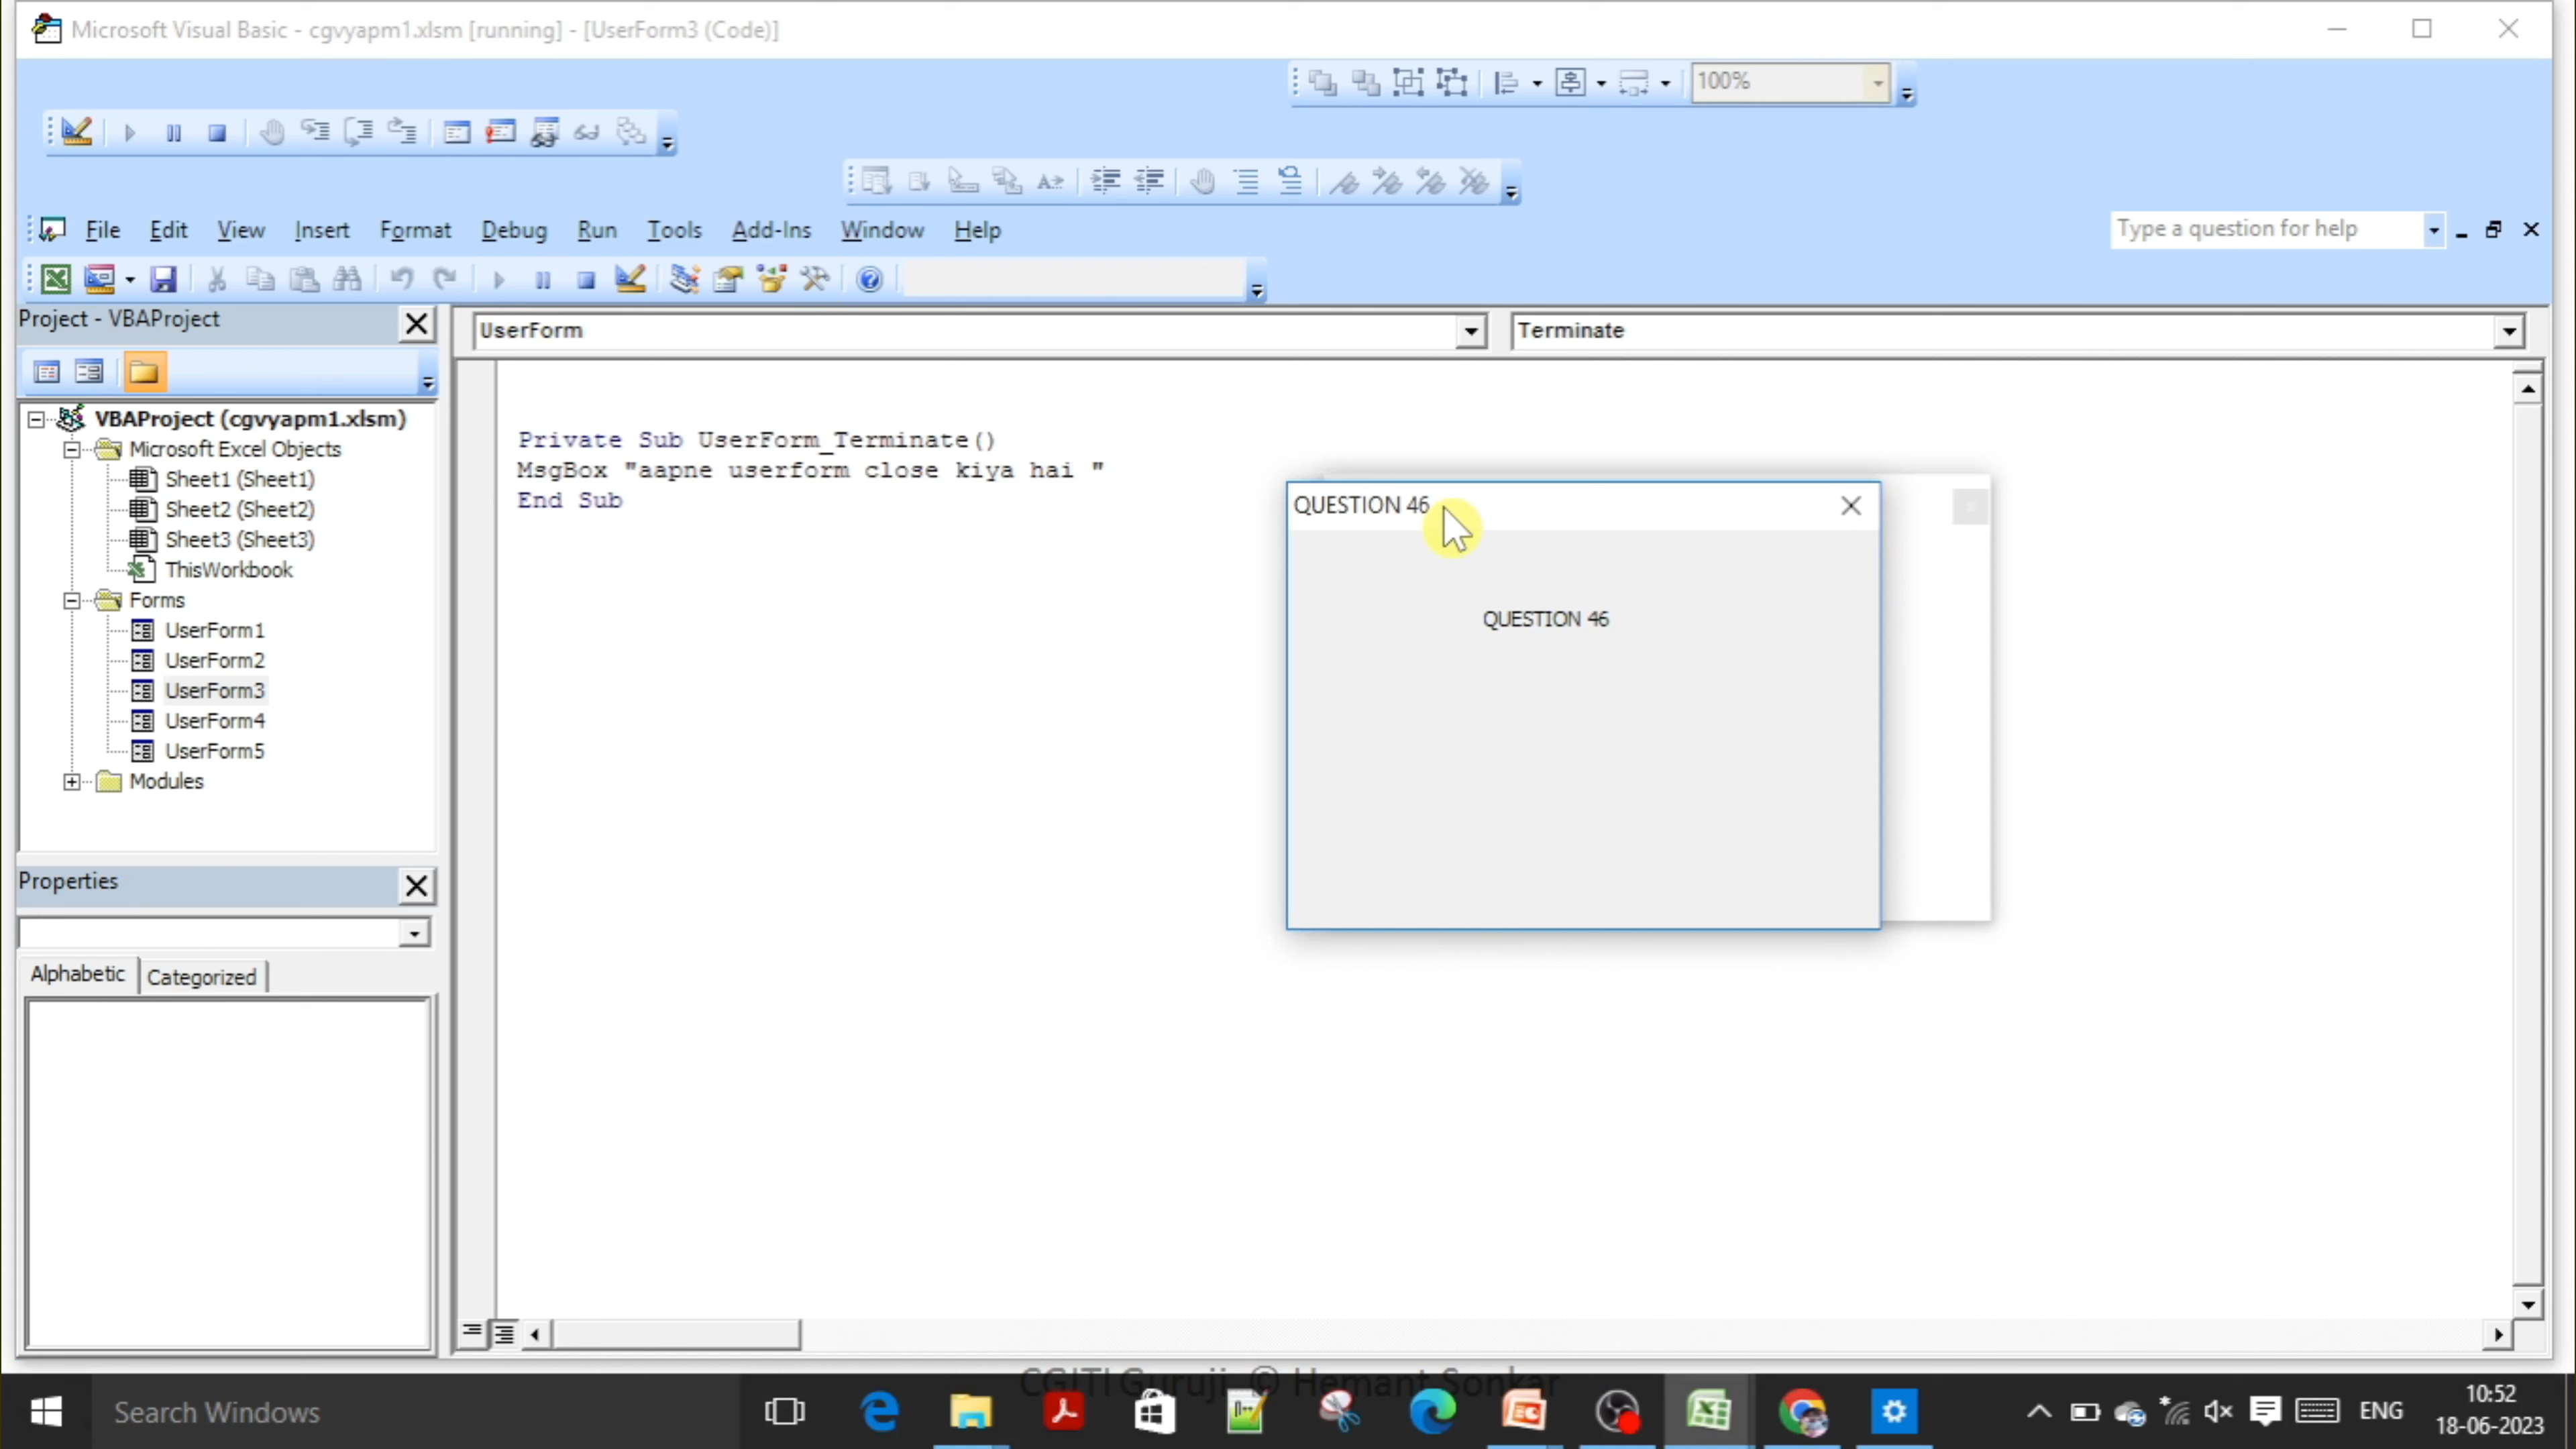 Microsoft Visual Basic - cgvyapm1.xlsm [running] - [UserForm3 (Code)]
100%
File Edit View Insert Format Debug Run Tools Add-Ins Window Help
Type a question for help
Project - VBAProject
UserForm
Terminate
VBAProject (cgvyapm1.xlsm)
Microsoft Excel Objects
Sheet1 (Sheet1)
Sheet2 (Sheet2)
Sheet3 (Sheet3)
ThisWorkbook
Forms
UserForm1
UserForm2
UserForm3
UserForm4
UserForm5
Modules
Private Sub UserForm_Terminate()
MsgBox "aapne userform close kiya hai "
End Sub
QUESTION 46
QUESTION 46
Properties
Alphabetic
Categorized
CGITI Guruji © Hemant Sonkar
Search Windows
ENG
10:52
18-06-2023